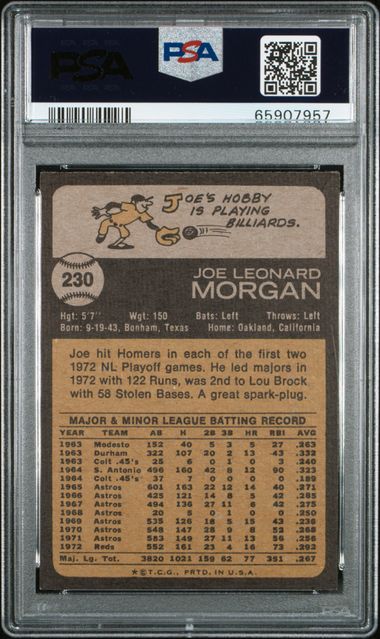 PSA
PSA
65907957
JOE'S HOBBY
IS PLAYING
BILLIARDS.
230
JOE LEONARD
MORGAN
Hgt: 5'7" Wgt: 150 Bats: Left Throws: Left
Born: 9-19-43, Bonham, Texas Home: Oakland, California
Joe hit Homers in each of the first two
1972 NL Playoff games. He led majors in
1972 with 122 Runs, was 2nd to Lou Brock
with 58 Stolen Bases. A great spark-plug.
MAJOR & MINOR LEAGUE BATTING RECORD
YEAR TEAM AB H 2B 3B HR RBI AVG
1963 Modesto 152 40 5 3 5 27 .263
1963 Durham 322 107 20 2 13 43 .332
1963 Colt .45's 25 6 0 1 0 3 .240
1964 S. Antonio 496 160 42 8 12 90 .323
1964 Colt .45's 37 7 0 0 0 0 .189
1965 Astros 601 163 22 12 14 40 .271
1966 Astros 425 121 14 8 5 42 .285
1967 Astros 494 136 27 11 6 42 .275
1968 Astros 20 5 0 1 0 0 .250
1969 Astros 535 126 18 5 15 43 .236
1970 Astros 548 147 28 9 8 52 .268
1971 Astros 583 149 27 11 13 56 .256
1972 Reds 552 161 23 4 16 73 .292
Maj. Lg. Tot. 3820 1021 159 62 77 351 .267
★ © T.C.G., PRTD. IN U.S.A.